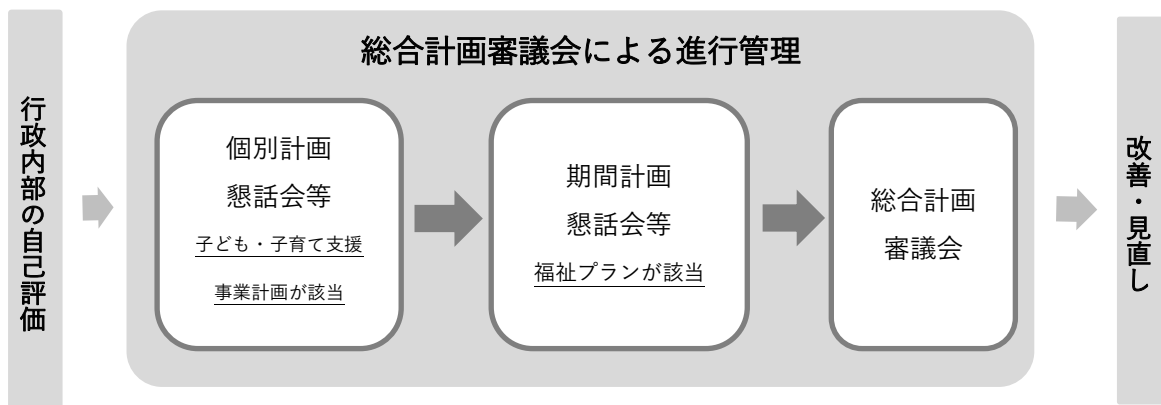 行政内部の自己評価
総合計画審議会による進行管理
個別計画
懇話会等
子ども・子育て支援
事業計画が該当
期間計画
懇話会等
福祉プランが該当
総合計画
審議会
改善・見直し